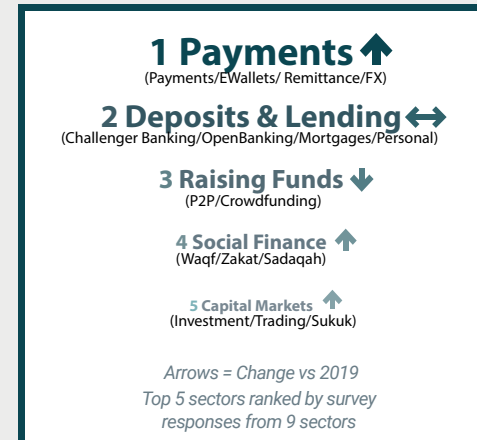 1 Payments
(Payments/EWallets/ Remittance/FX)
2 Deposits & Lending
(Challenger Banking/OpenBanking/Mortgages/Personal)
3 Raising Funds
(P2P/Crowdfunding)
4 Social Finance
(Waqf/Zakat/Sadaqah)
5 Capital Markets
(Investment/Trading/Sukuk)
Arrows = Change vs 2019
Top 5 sectors ranked by survey
responses from 9 sectors